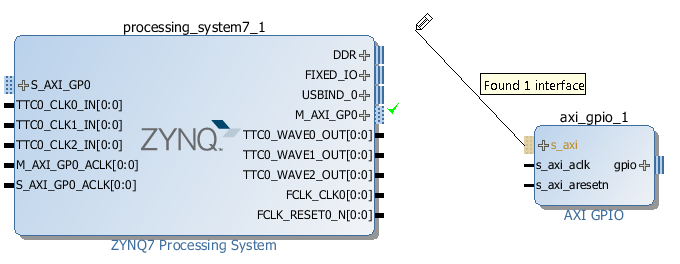 processing_system7_1
S_AXI_GP0
TTC0_CLK0_IN[0:0]
TTC0_CLK1_IN[0:0]
TTC0_CLK2_IN[0:0]
M_AXI_GP0_ACLK[0:0]
S_AXI_GP0_ACLK[0:0]
ZYNQ
DDR
FIXED_IO
USBIND_0
M_AXI_GP0
TTC0_WAVE0_OUT[0:0]
TTC0_WAVE1_OUT[0:0]
TTC0_WAVE2_OUT[0:0]
FCLK_CLK0[0:0]
FCLK_RESET0_N[0:0]
ZYNQ7 Processing System
Found 1 interface
axi_gpio_1
s_axi
s_axi_aclk
s_axi_aresetn
gpio
AXI GPIO